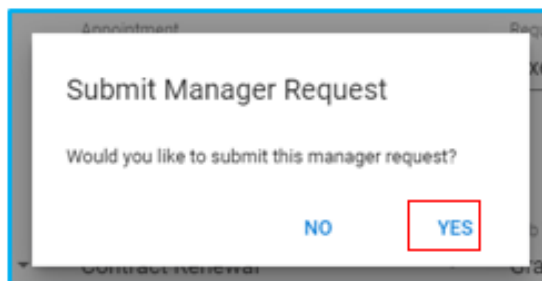 Appointment
Submit Manager Request
Would you like to submit this manager request?
NO YES
Contract Renewal